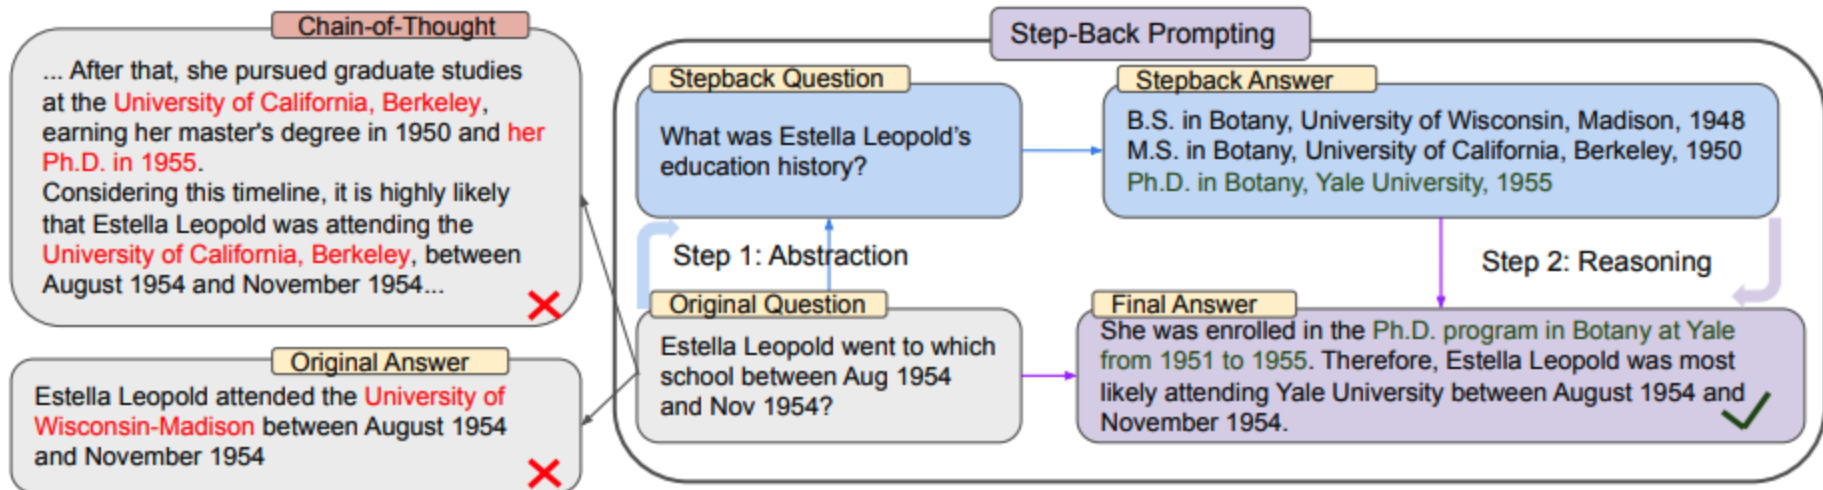 Chain-of-Thought
... After that, she pursued graduate studies
at the University of California, Berkeley,
earning her master's degree in 1950 and her
Ph.D. in 1955.
Considering this timeline, it is highly likely
that Estella Leopold was attending the
University of California, Berkeley, between
August 1954 and November 1954...
Original Answer
Estella Leopold attended the University of
Wisconsin-Madison between August 1954
and November 1954
Step-Back Prompting
Stepback Question
What was Estella Leopold's
education history?
Stepback Answer
B.S. in Botany, University of Wisconsin, Madison, 1948
M.S. in Botany, University of California, Berkeley, 1950
Ph.D. in Botany, Yale University, 1955
Step 1: Abstraction
Step 2: Reasoning
Original Question
Estella Leopold went to which
school between Aug 1954
and Nov 1954?
Final Answer
She was enrolled in the Ph.D. program in Botany at Yale
from 1951 to 1955. Therefore, Estella Leopold was most
likely attending Yale University between August 1954 and
November 1954.